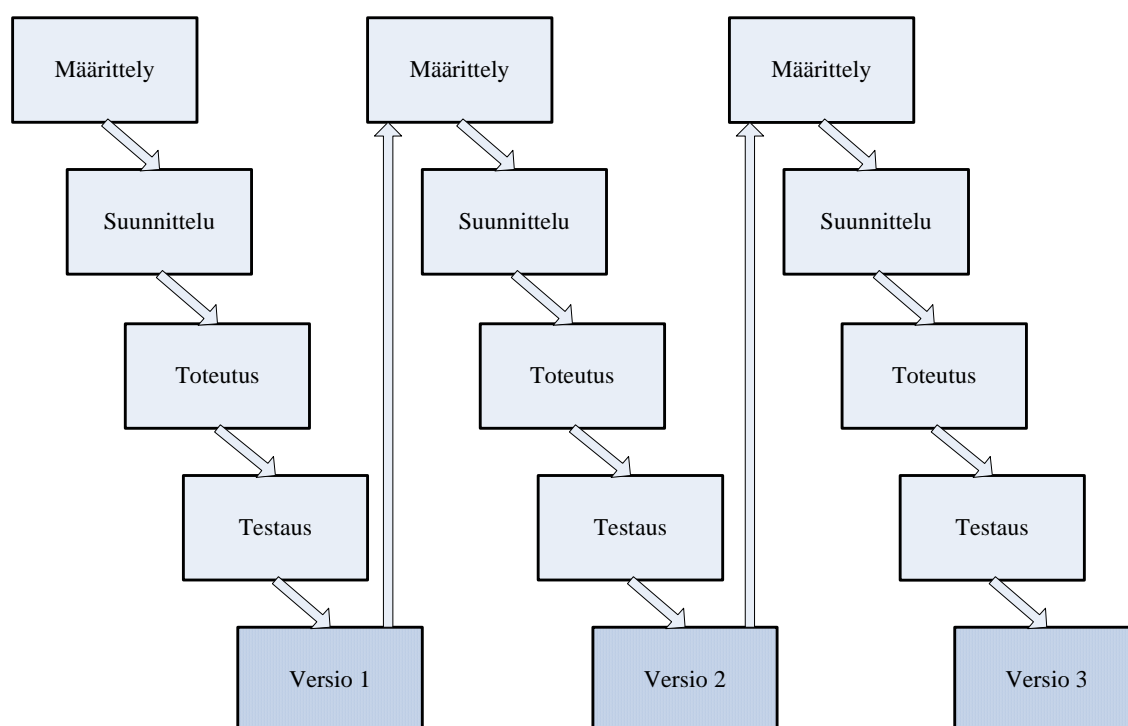 Määrittely
Suunnittelu
Toteutus
Testaus
Versio 1
Määrittely
Suunnittelu
Toteutus
Testaus
Versio 2
Määrittely
Suunnittelu
Toteutus
Testaus
Versio 3